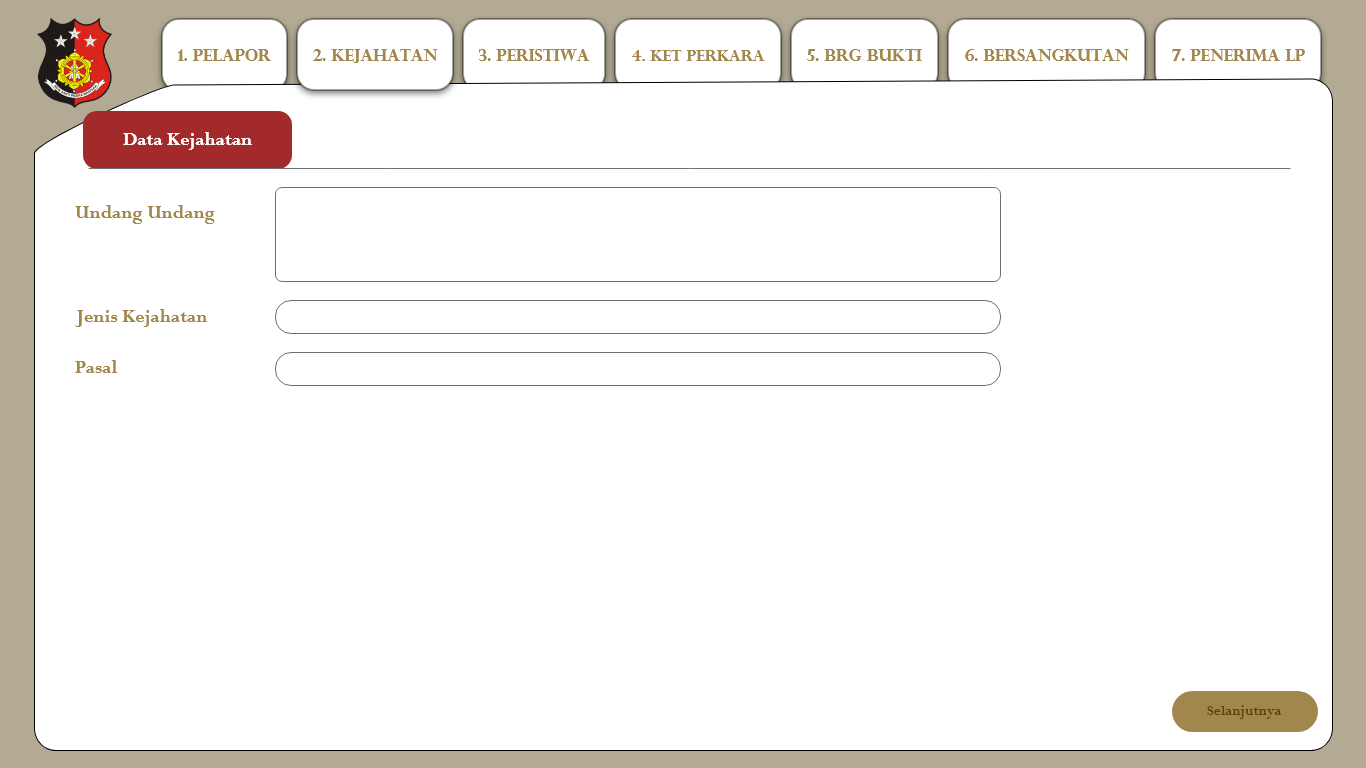 1. PELAPOR
2. KEJAHATAN
3. PERISTIWA
4. KET PERKARA
5. BRG BUKTI
6. BERSANGKUTAN
7. PENERIMA LP
Data Kejahatan
Undang Undang
Jenis Kejahatan
Pasal
Selanjutnya